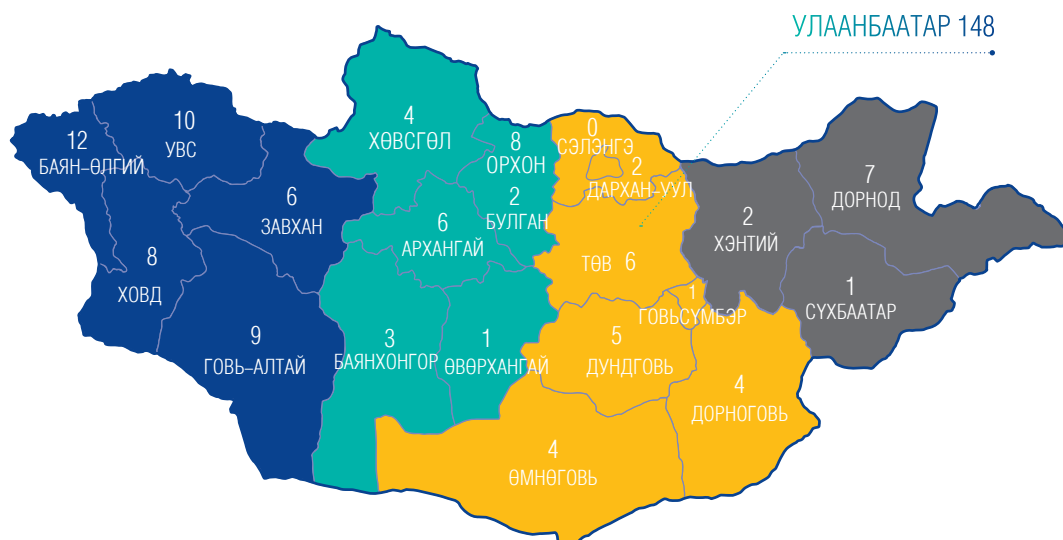 УЛААНБААТАР 148
12
БАЯН-ӨЛГИЙ
10
УВС
8
ХОВД
6
ЗАВХАН
9
ГОВЬ-АЛТАЙ
4
ХӨВСГӨЛ
8
ОРХОН
2
БУЛГАН
6
АРХАНГАЙ
3
БАЯНХОНГОР
1
ӨВӨРХАНГАЙ
0
СЭЛЭНГЭ
2
ДАРХАН-УУЛ
ТӨВ 6
1
ГОВЬСҮМБЭР
5
ДУНДГОВЬ
4
ДОРНОГОВЬ
4
ӨМНӨГОВЬ
2
ХЭНТИЙ
7
ДОРНОД
1
СҮХБААТАР